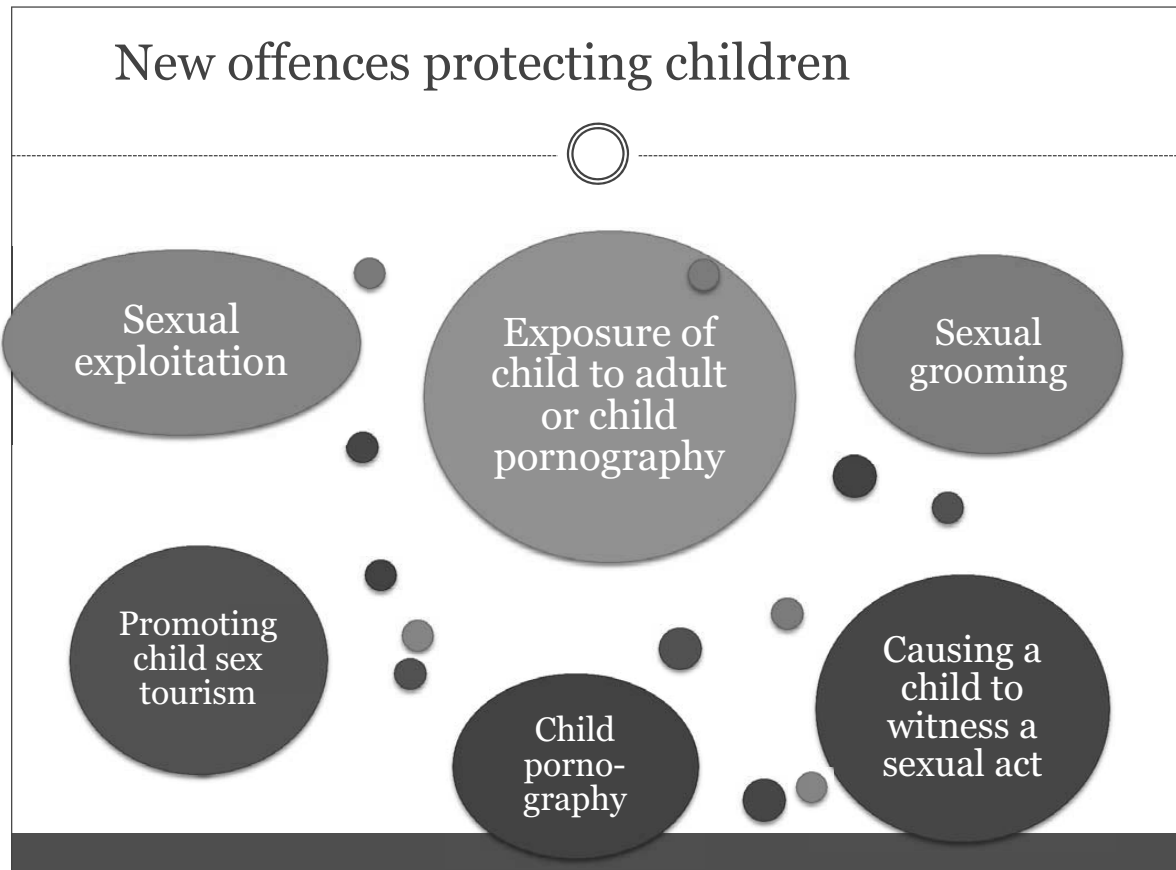 New offences protecting children
Sexual
exploitation
Exposure of
child to adult
or child
pornography
Sexual
grooming
Promoting
child sex
tourism
Child
porno-
graphy
Causing a
child to
witness a
sexual act